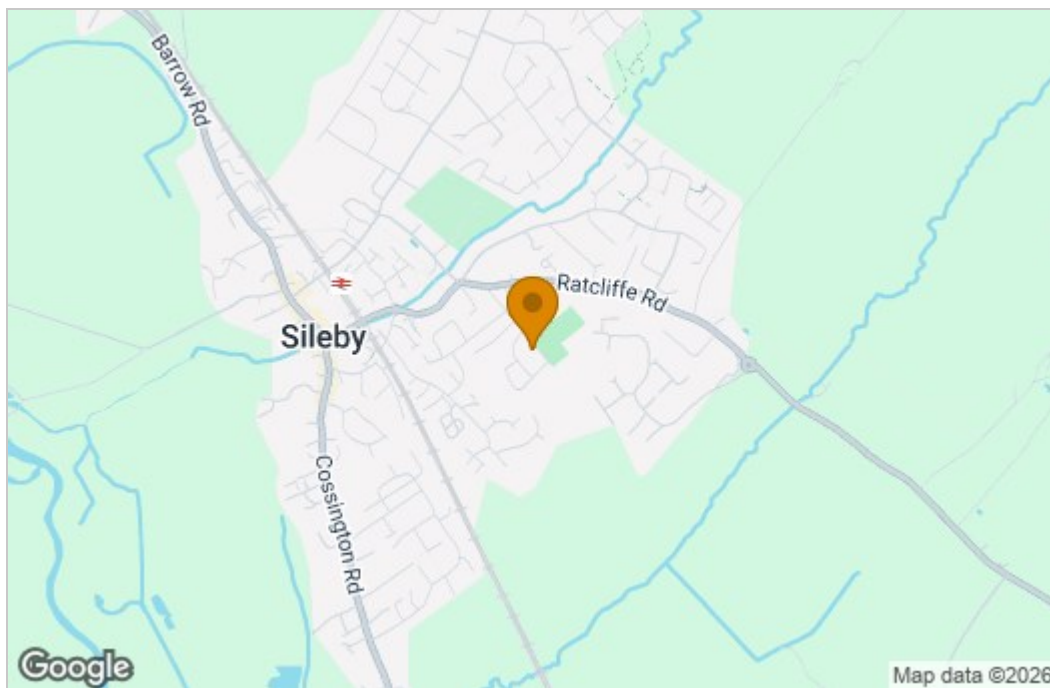 Barrow Rd
Ratcliffe Rd
Sileby
Cossington Rd
Google
Map data ©2026